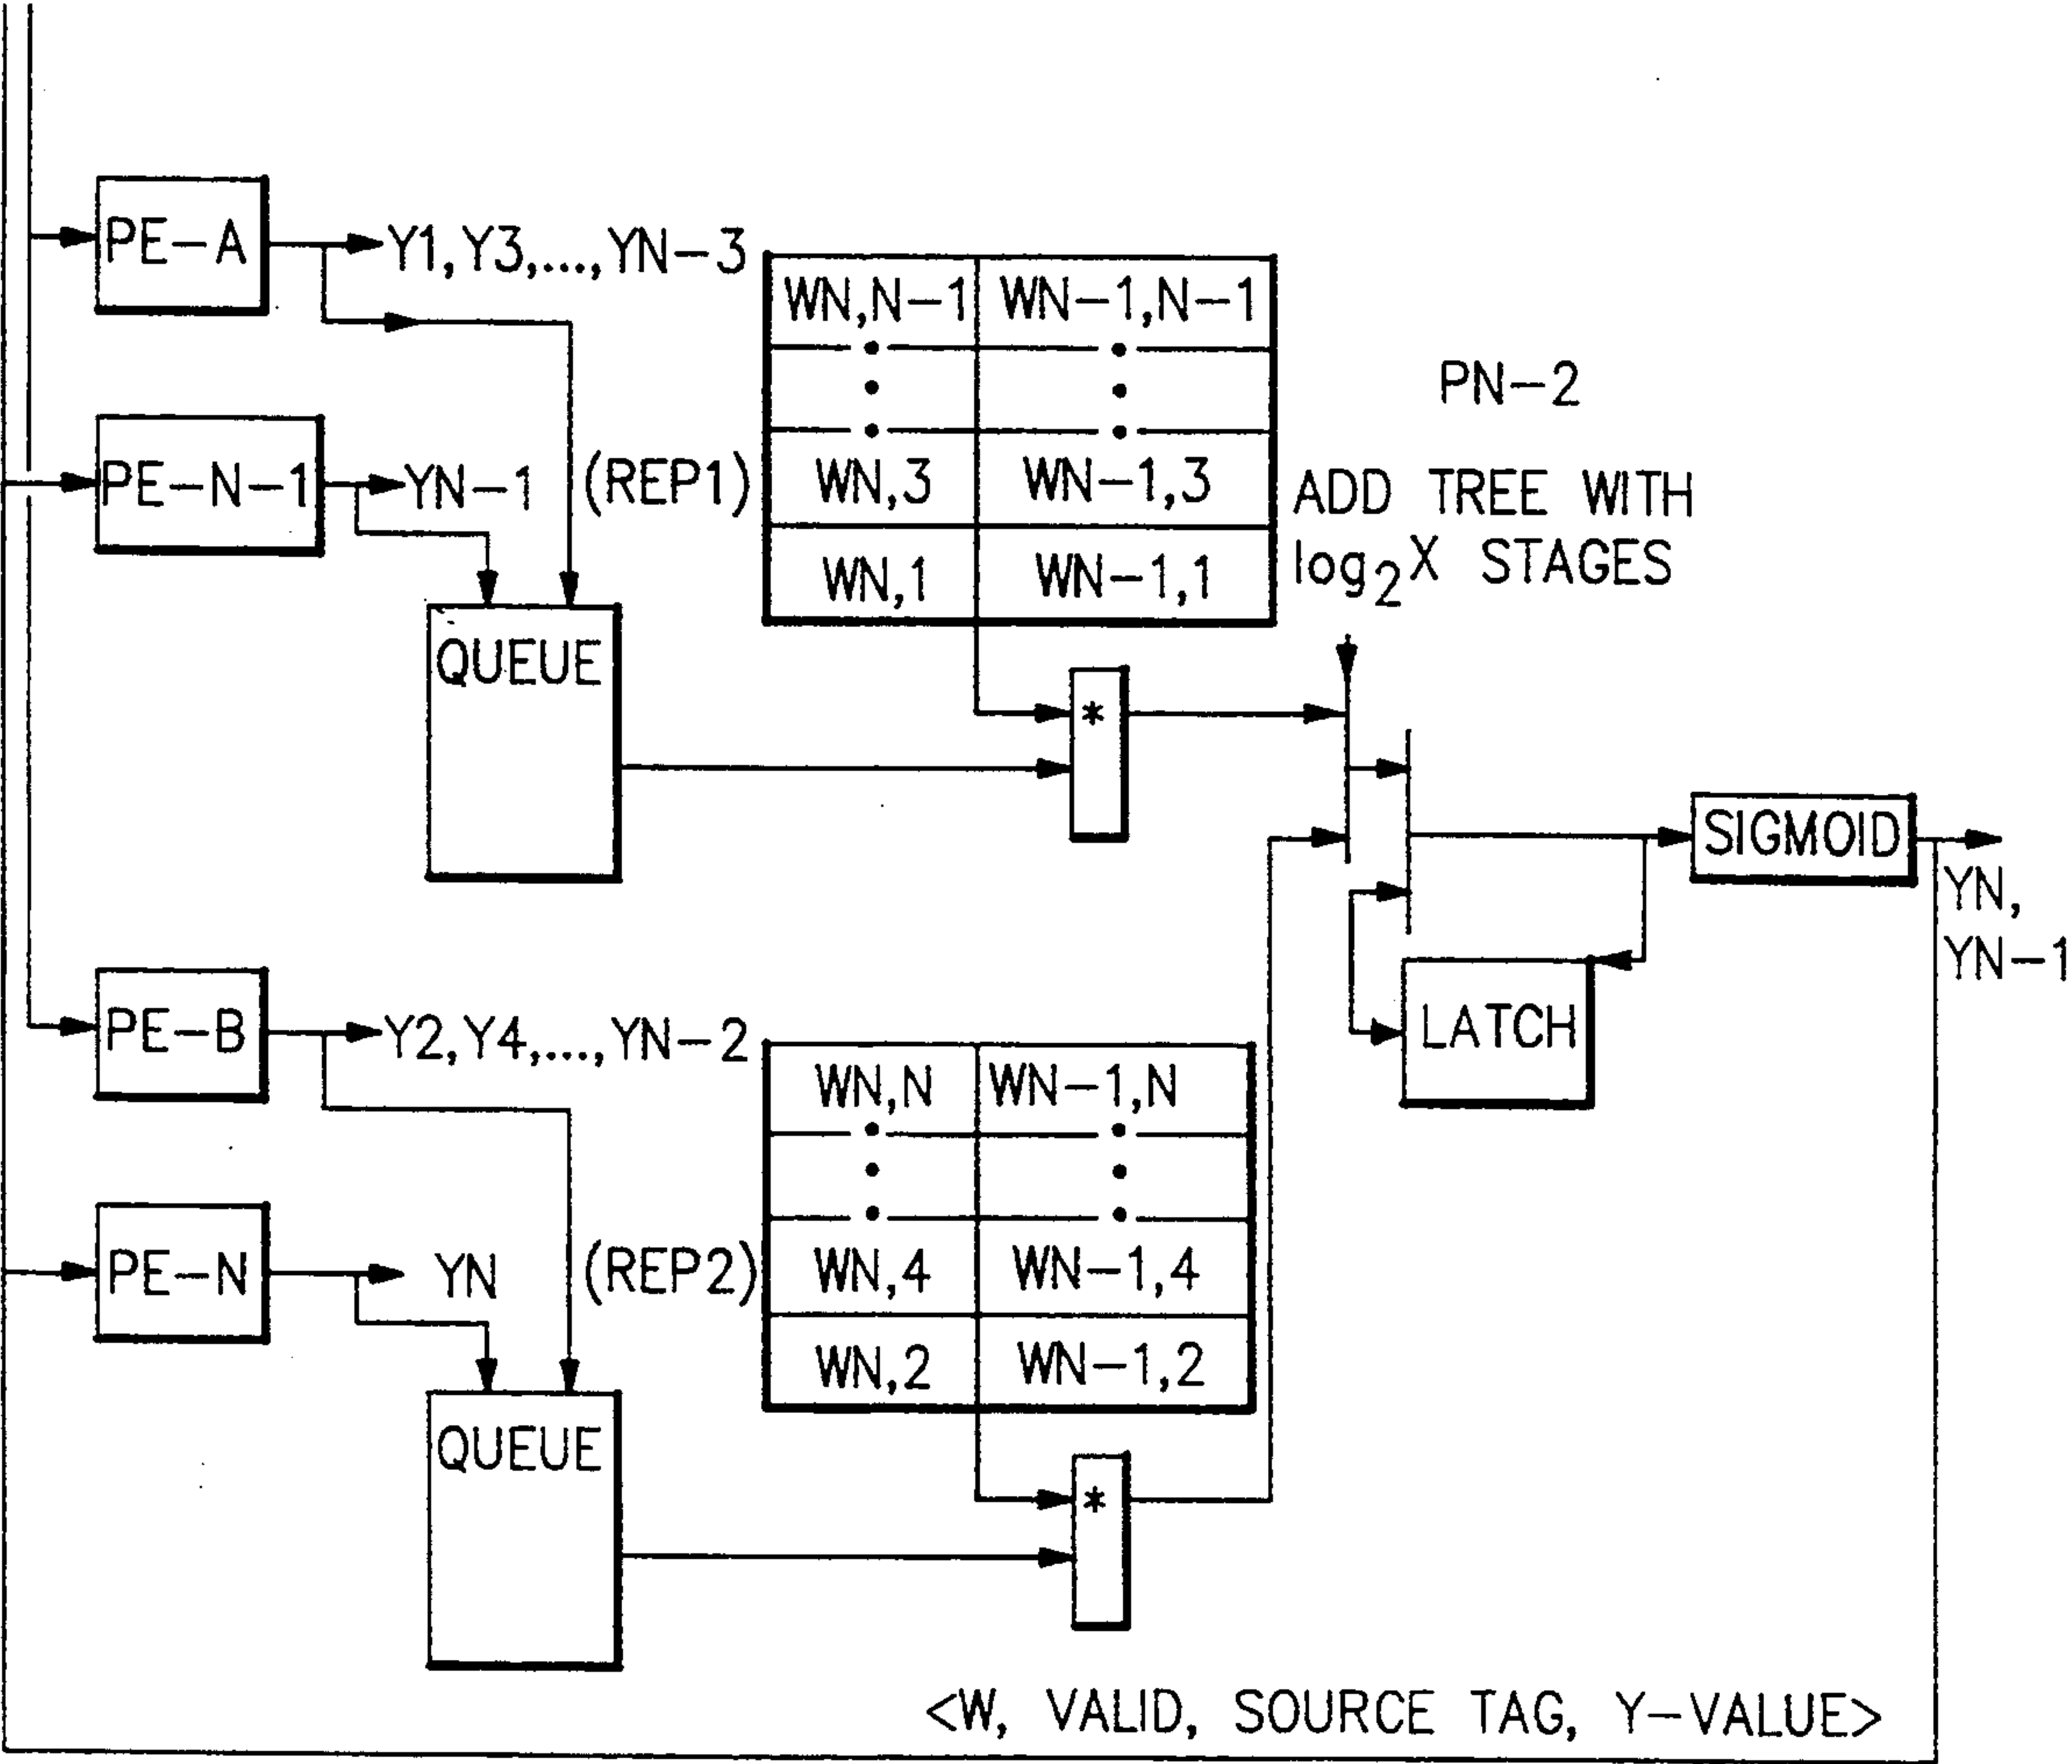 PE-A
Y1,Y3,...,YN-3
WN,N-1
WN-1,N-1
PN-2
PE-N-1
YN-1
(REP1)
WN,3
WN-1,3
ADD TREE WITH
log2X STAGES
WN,1
WN-1,1
QUEUE
*
SIGMOID
YN,
YN-1
PE-B
Y2,Y4,...,YN-2
LATCH
WN,N
WN-1,N
PE-N
YN
(REP2)
WN,4
WN-1,4
WN,2
WN-1,2
QUEUE
*
<W, VALID, SOURCE TAG, Y-VALUE>